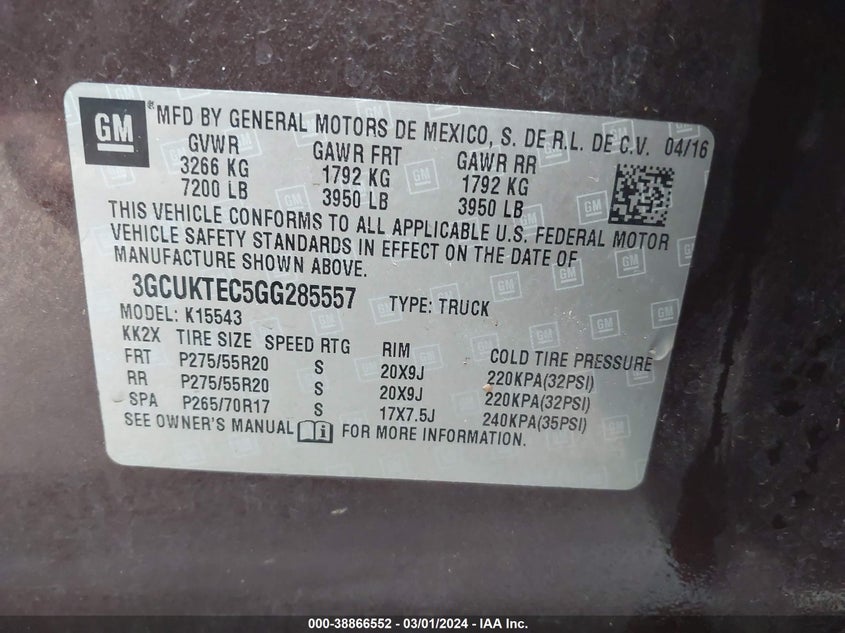 GM ® MFD BY GENERAL MOTORS DE MEXICO, S. DE R.L. DE C.V. 04/16
GVWR GAWR FRT GAWR RR
3266 KG 1792 KG 1792 KG
7200 LB 3950 LB 3950 LB
THIS VEHICLE CONFORMS TO ALL APPLICABLE U.S. FEDERAL MOTOR
VEHICLE SAFETY STANDARDS IN EFFECT ON THE DATE OF
MANUFACTURE SHOWN ABOVE.
3GCUKTEC5GG285557 TYPE: TRUCK
MODEL: K15543
KK2X TIRE SIZE SPEED RTG RIM COLD TIRE PRESSURE
FRT P275/55R20 S 20X9J 220KPA(32PSI)
RR P275/55R20 S 20X9J 220KPA(32PSI)
SPA P265/70R17 S 17X7.5J 240KPA(35PSI)
SEE OWNER'S MANUAL FOR MORE INFORMATION.
000-38866552 / 03/01/2024 - IAA Inc.